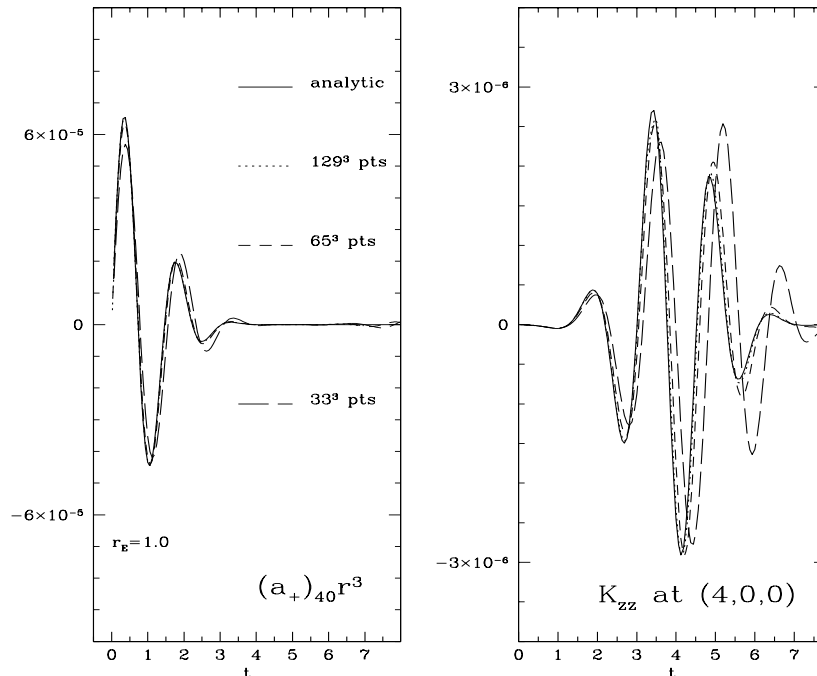 6×10⁻⁵
0
−6×10⁻⁵
analytic
129³ pts
65³ pts
33³ pts
r_E=1.0
(a₊)₄₀r³
0 1 2 3 4 5 6 7
t
3×10⁻⁶
0
−3×10⁻⁶
K_zz at (4,0,0)
0 1 2 3 4 5 6 7
t